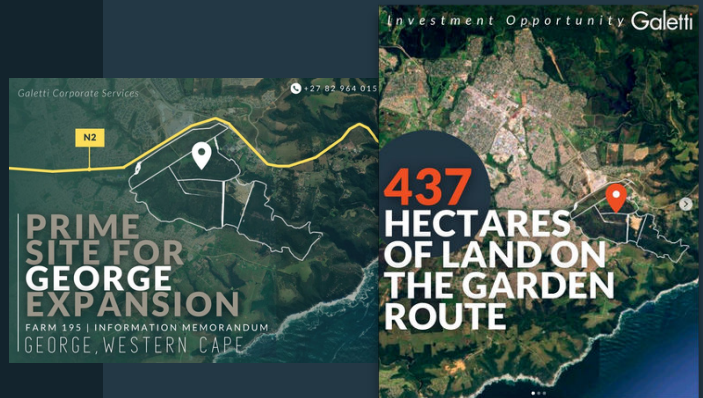 Galetti Corporate Services
+27 82 964 015
N2
PRIME
SITE FOR
GEORGE
EXPANSION
FARM 195 | INFORMATION MEMORANDUM
GEORGE, WESTERN CAPE
Investment Opportunity
Galetti
437
HECTARES
OF LAND ON
THE GARDEN
ROUTE